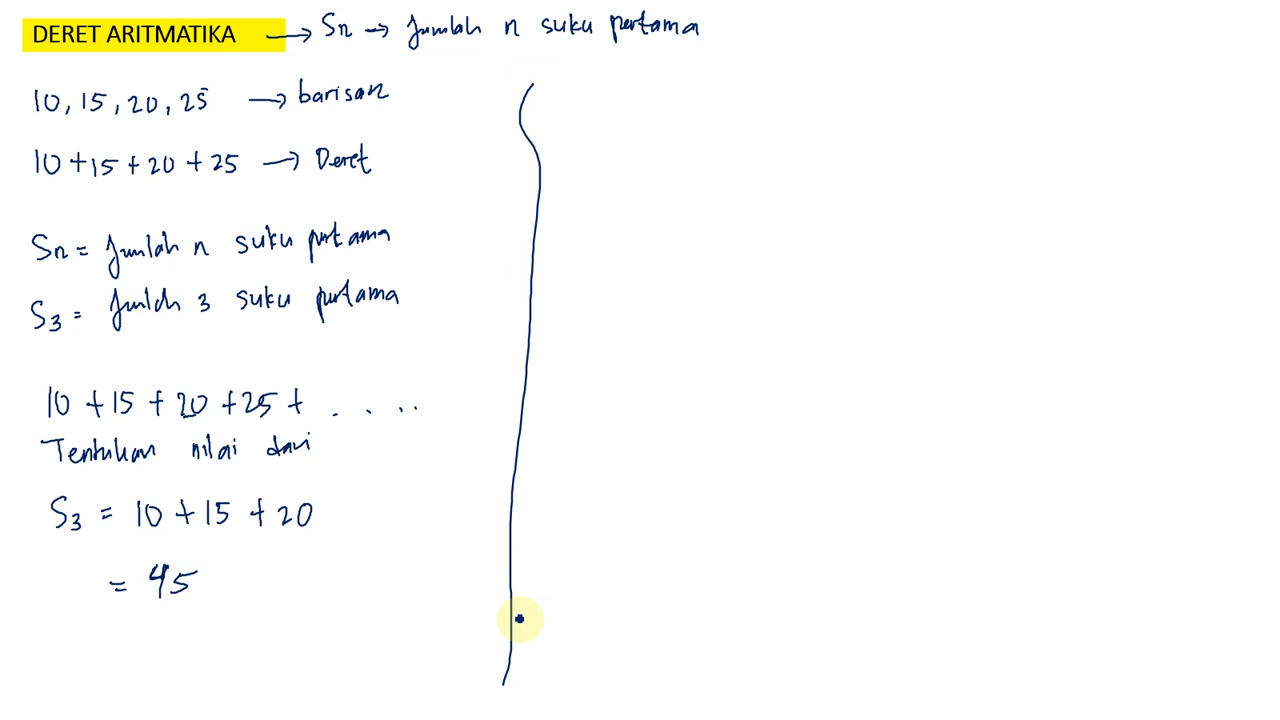 DERET ARITMATIKA → Sn → Jumlah n suku pertama
10, 15, 20, 25 → barisan
10 + 15 + 20 + 25 → Deret
Sn = Jumlah n suku pertama
S3 = Jumlah 3 suku pertama
10 + 15 + 20 + 25 + . . . .
Tentukan nilai dari
S3 = 10 + 15 + 20
= 45